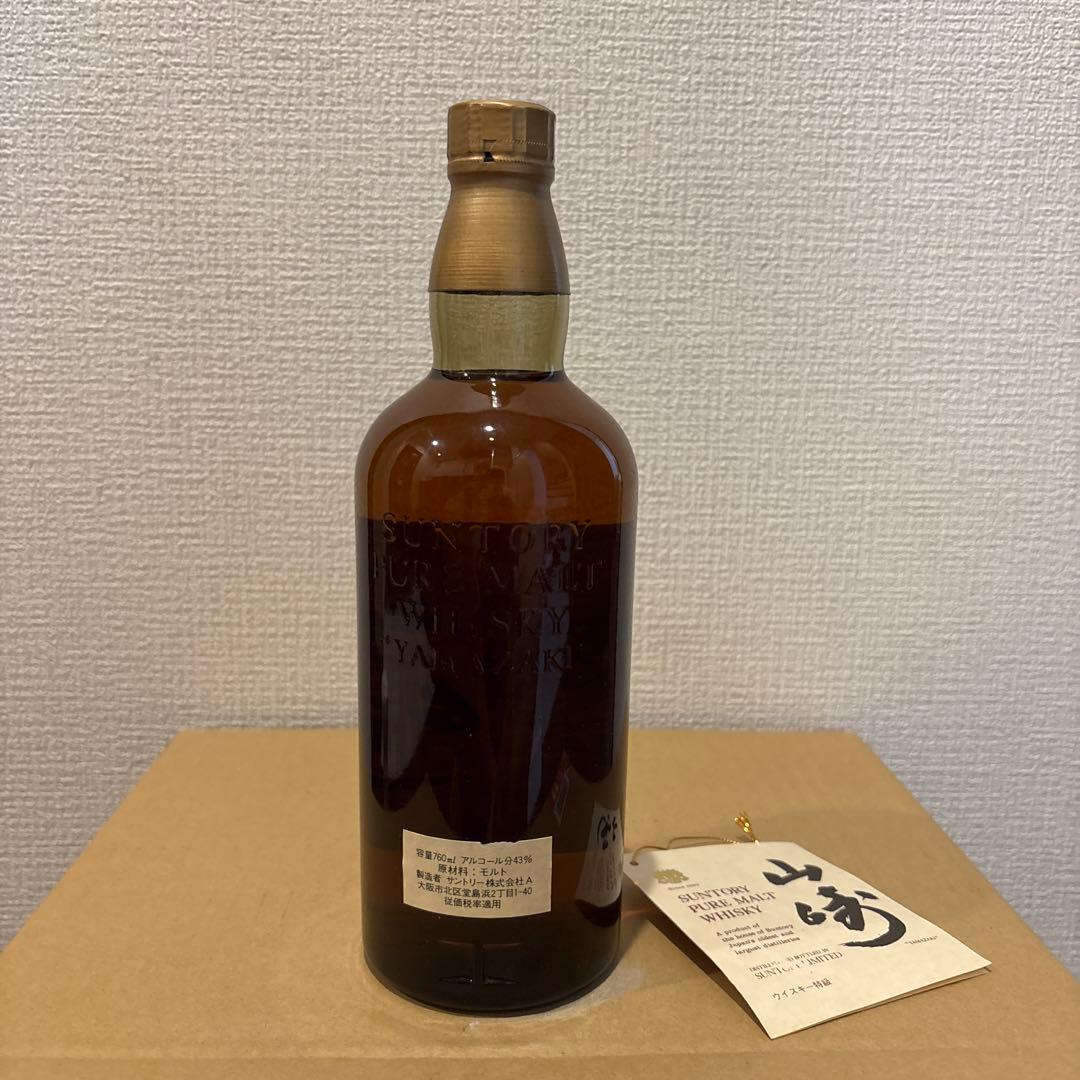 SUNTORY
PURE MALT
WHISKY
"YAMAZAKI"
容量760ml アルコール分43%
原材料:モルト
製造者 サントリー株式会社A
大阪市北区堂島浜2丁目1-40
従価税率適用
山崎
"YAMAZAKI"
SUNTORY
PURE MALT
WHISKY
A product of
the house of Suntory
Japan's oldest and
largest distilleries
BOTTLED BY
SUNTORY LIMITED
ウイスキー特級